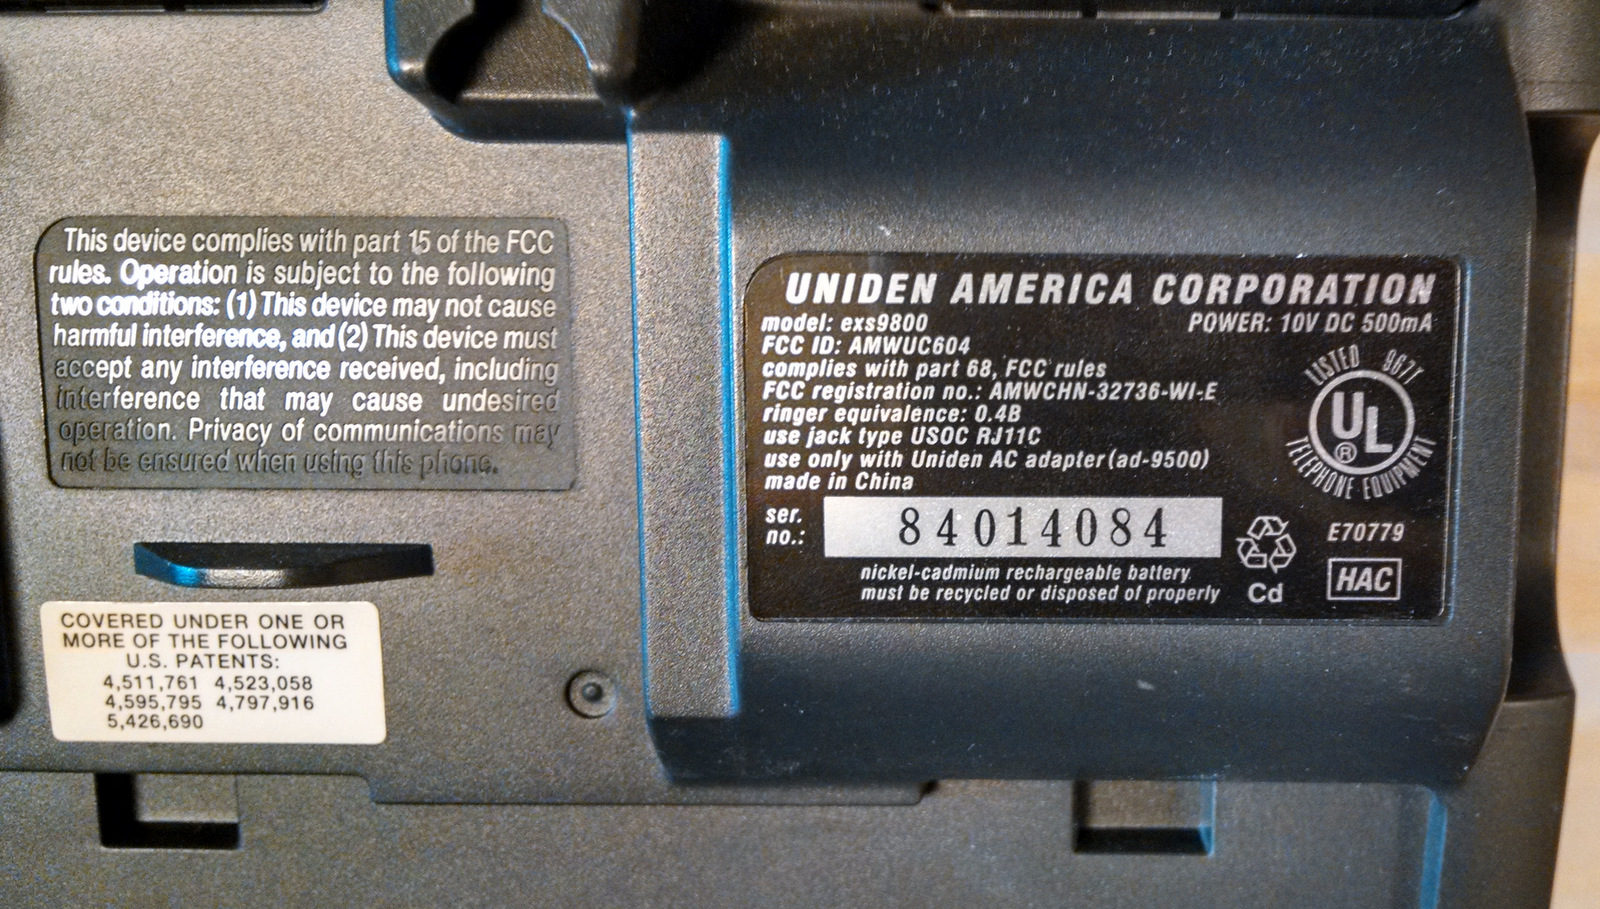 This device complies with part 15 of the FCC
rules. Operation is subject to the following
two conditions: (1) This device may not cause
harmful interference, and (2) This device must
accept any interference received, including
interference that may cause undesired
operation. Privacy of communications may
not be ensured when using this phone.
COVERED UNDER ONE OR
MORE OF THE FOLLOWING
U.S. PATENTS:
4,511,761 4,523,058
4,595,795 4,797,916
5,426,690
UNIDEN AMERICA CORPORATION
model: exs9800 POWER: 10V DC 500mA
FCC ID: AMWUC604
complies with part 68, FCC rules
FCC registration no.: AMWCHN-32736-WI-E
ringer equivalence: 0.4B
use jack type USOC RJ11C
use only with Uniden AC adapter (ad-9500)
made in China
LISTED 967T
UL
®
TELEPHONE EQUIPMENT
ser.
no.:
84014084
nickel-cadmium rechargeable battery
must be recycled or disposed of properly
Cd
E70779
HAC